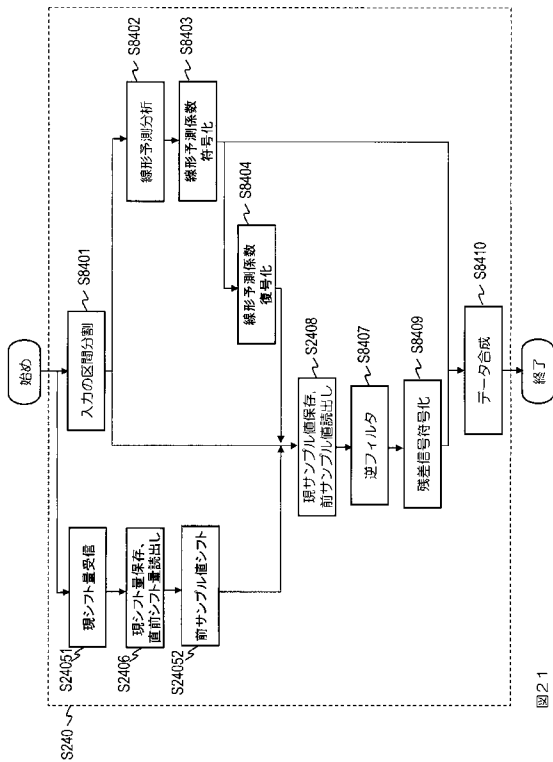 S240
始め
S24051
現シフト量受信
S2406
現シフト量保存、
直前シフト量読出し
S24052
前サンプル値シフト
入力の区間分割
S8401
線形予測分析
S8402
線形予測係数
符号化
S8403
線形予測係数
復号化
S8404
現サンプル値保存、
前サンプル値読出し
S2408
逆フィルタ
S8407
残差信号符号化
S8409
データ合成
S8410
終了
図21